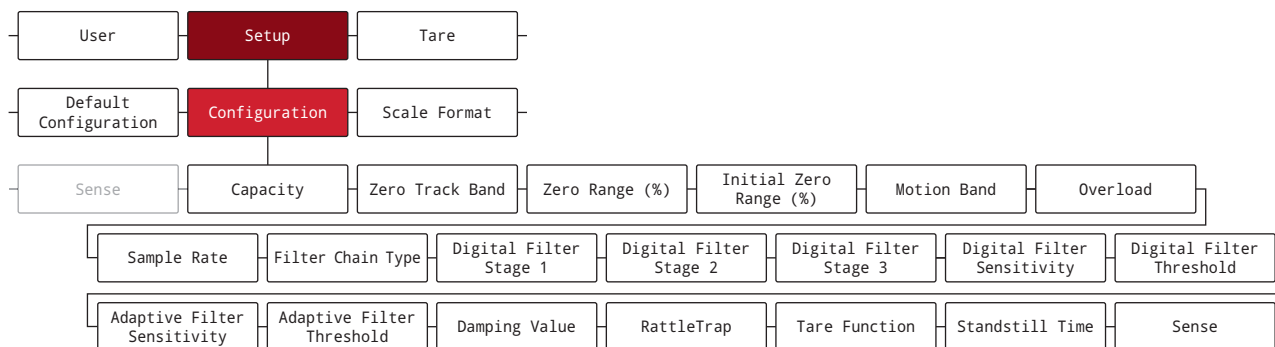 User
Setup
Tare
Default
Configuration
Configuration
Scale Format
Sense
Capacity
Zero Track Band
Zero Range (%)
Initial Zero
Range (%)
Motion Band
Overload
Sample Rate
Filter Chain Type
Digital Filter
Stage 1
Digital Filter
Stage 2
Digital Filter
Stage 3
Digital Filter
Sensitivity
Digital Filter
Threshold
Adaptive Filter
Sensitivity
Adaptive Filter
Threshold
Damping Value
RattleTrap
Tare Function
Standstill Time
Sense